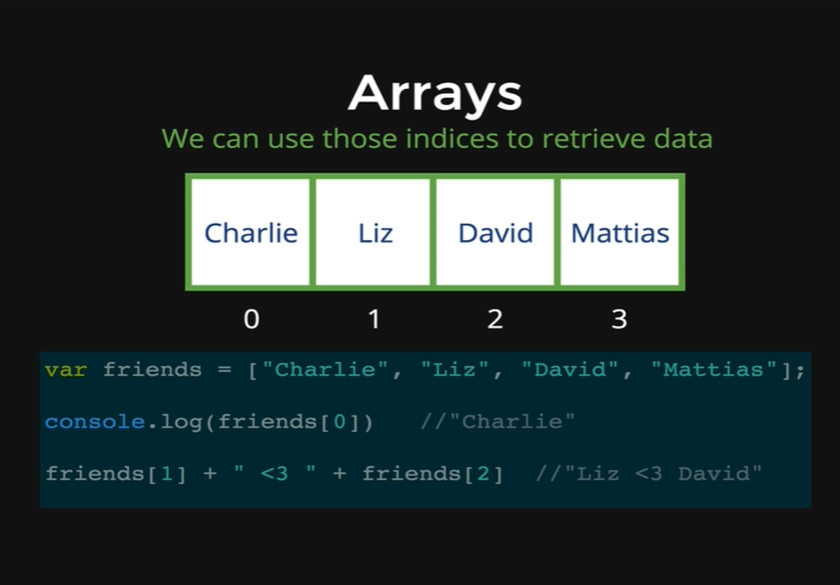 Arrays
We can use those indices to retrieve data
Charlie Liz David Mattias
0 1 2 3
var friends = ["Charlie", "Liz", "David", "Mattias"];
console.log(friends[0]) //"Charlie"
friends[1] + " <3 " + friends[2] //"Liz <3 David"